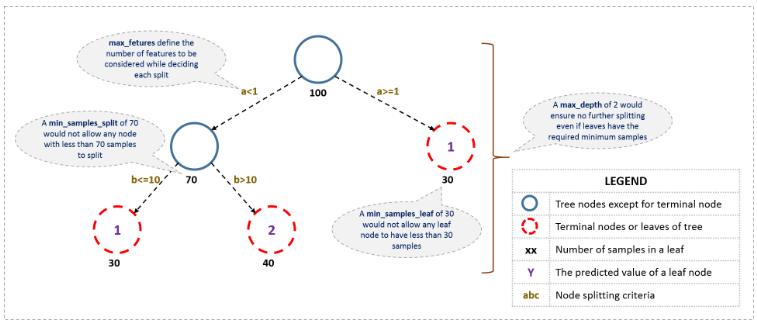 max_fetures define the
number of features to be
considered while deciding
each split
100
a<1
a>=1
A max_depth of 2 would
ensure no further splitting
even if leaves have the
required minimum samples
A min_samples_split of 70
would not allow any node
with less than 70 samples
to split
70
1
30
b<=10
b>10
A min_samples_leaf of 30
would not allow any leaf
node to have less than 30
samples
1
30
2
40
LEGEND
Tree nodes except for terminal node
Terminal nodes or leaves of tree
xx Number of samples in a leaf
Y The predicted value of a leaf node
abc Node splitting criteria